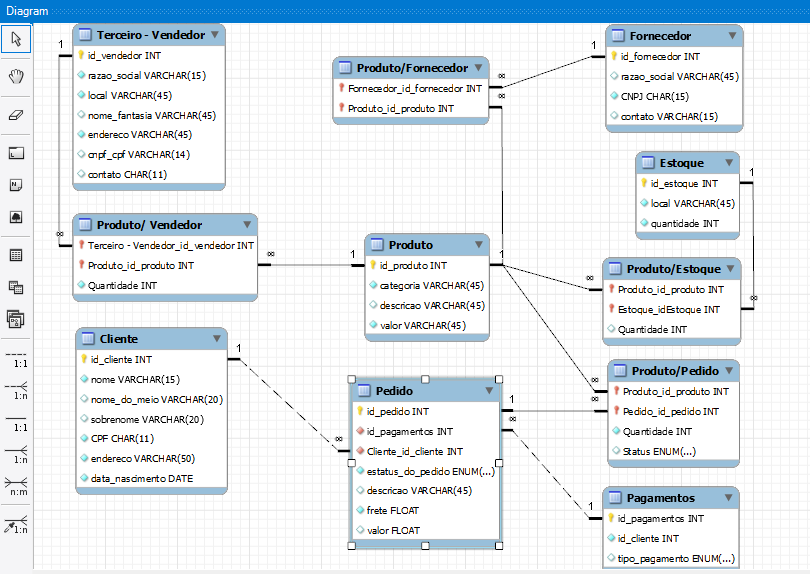 Diagram
Terceiro - Vendedor
id_vendedor INT
razao_social VARCHAR(15)
local VARCHAR(45)
nome_fantasia VARCHAR(45)
endereco VARCHAR(45)
cnpf_cpf VARCHAR(14)
contato CHAR(11)
Produto/Fornecedor
Fornecedor_id_fornecedor INT
Produto_id_produto INT
Fornecedor
id_fornecedor INT
razao_social VARCHAR(45)
CNPJ CHAR(15)
contato VARCHAR(15)
Estoque
id_estoque INT
local VARCHAR(45)
quantidade INT
Produto/ Vendedor
Terceiro - Vendedor_id_vendedor INT
Produto_id_produto INT
Quantidade INT
Produto
id_produto INT
categoria VARCHAR(45)
descricao VARCHAR(45)
valor VARCHAR(45)
Produto/Estoque
Produto_id_produto INT
Estoque_idEstoque INT
Quantidade INT
Cliente
id_cliente INT
nome VARCHAR(15)
nome_do_meio VARCHAR(20)
sobrenome VARCHAR(20)
CPF CHAR(11)
endereco VARCHAR(50)
data_nascimento DATE
Pedido
id_pedido INT
id_pagamentos INT
Cliente_id_cliente INT
estatus_do_pedido ENUM(...)
descricao VARCHAR(45)
frete FLOAT
valor FLOAT
Produto/Pedido
Produto_id_produto INT
Pedido_id_pedido INT
Quantidade INT
Status ENUM(...)
Pagamentos
id_pagamentos INT
id_cliente INT
tipo_pagamento ENUM(...)
1
∞
∞
1
∞
∞
1
1
1
∞
∞
1
∞
∞
∞
1
∞
1
∞
1
1:1
1:n
1:1
1:n
n:m
1:n